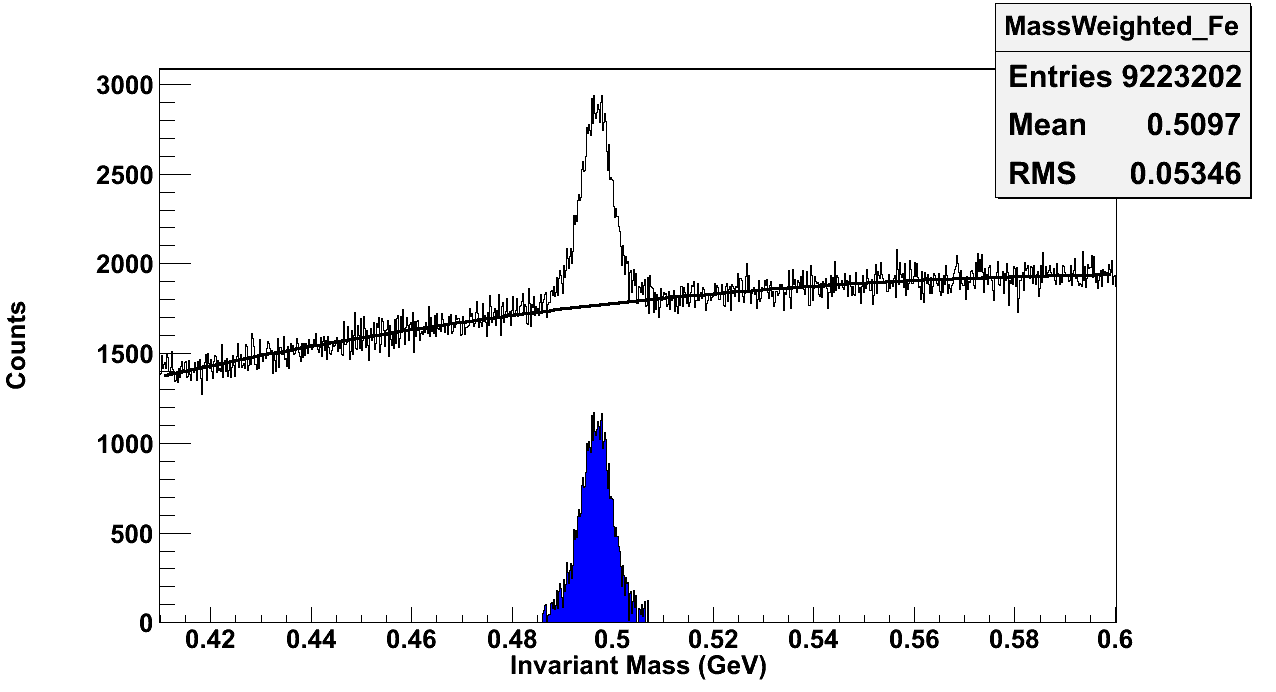 MassWeighted_Fe
Entries 9223202
Mean 0.5097
RMS 0.05346
3000
2500
2000
1500
1000
500
0
Counts
0.42 0.44 0.46 0.48 0.5 0.52 0.54 0.56 0.58 0.6
Invariant Mass (GeV)